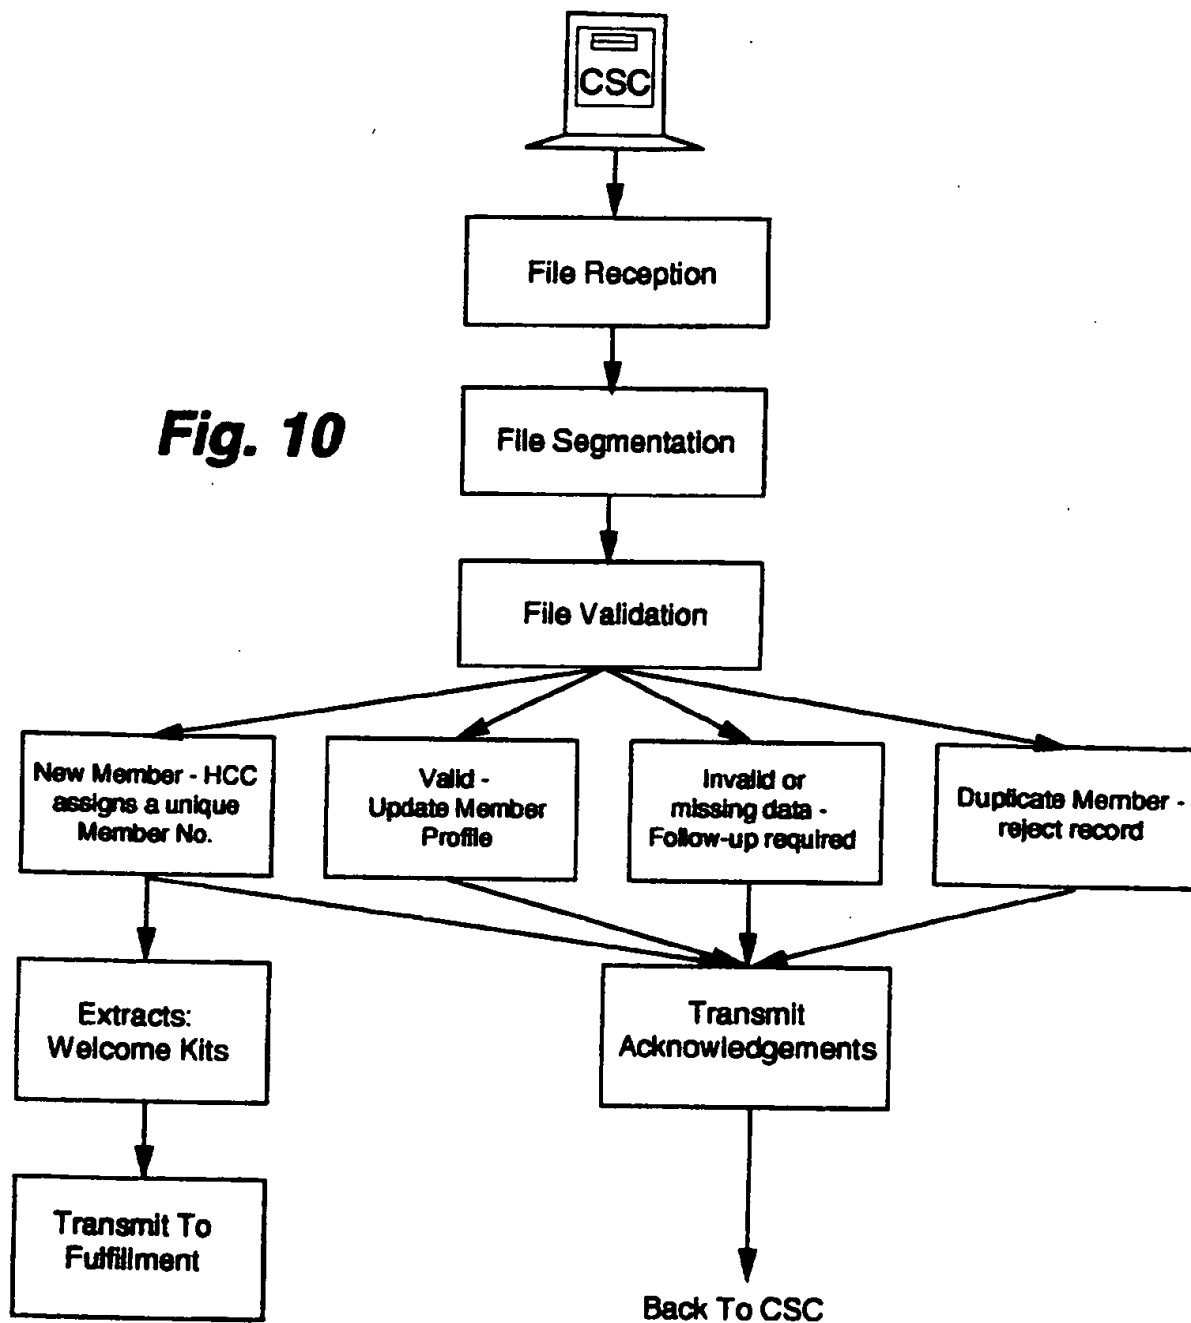 CSC
File Reception
Fig. 10
File Segmentation
File Validation
New Member - HCC
assigns a unique
Member No.
Valid -
Update Member
Profile
Invalid or
missing data -
Follow-up required
Duplicate Member -
reject record
Extracts:
Welcome Kits
Transmit
Acknowledgements
Transmit To
Fulfillment
Back To CSC